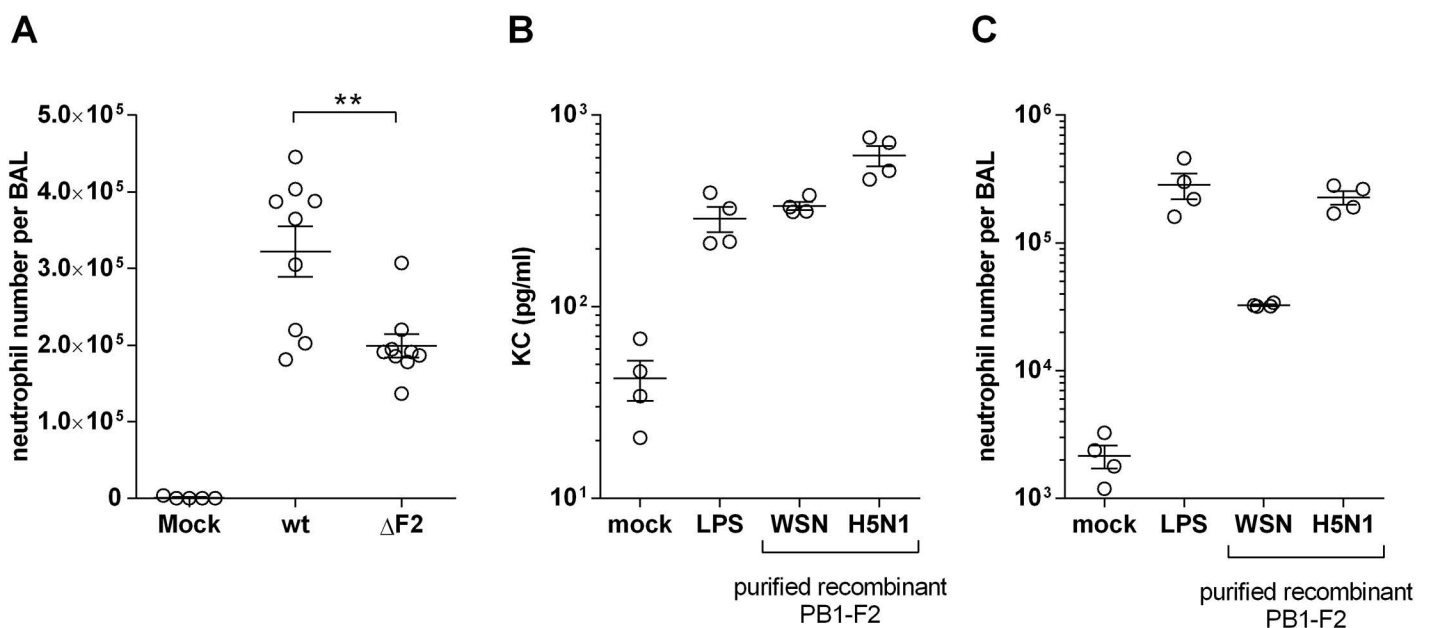 A
neutrophil number per BAL
5.0×10⁵
4.0×10⁵
3.0×10⁵
2.0×10⁵
1.0×10⁵
0
**
Mock wt ΔF2
B
KC (pg/ml)
10³
10²
10¹
mock LPS WSN H5N1
purified recombinant
PB1-F2
C
neutrophil number per BAL
10⁶
10⁵
10⁴
10³
mock LPS WSN H5N1
purified recombinant
PB1-F2